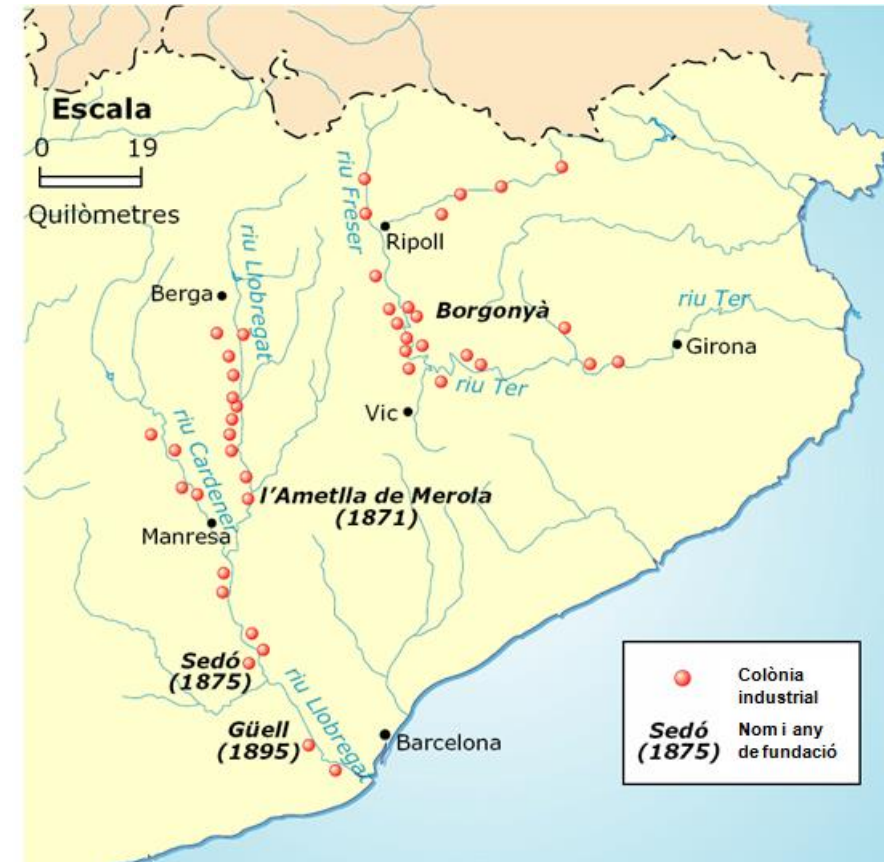 Escala
0 19
Quilòmetres
riu Freser
Ripoll
riu Llobregat
Berga
Borgonyà
riu Ter
Girona
riu Ter
Vic
riu Cardener
l'Ametlla de Merola
(1871)
Manresa
Sedó
(1875)
riu Llobregat
Güell
(1895)
Barcelona
Colònia
industrial
Sedó
(1875)
Nom i any
de fundació